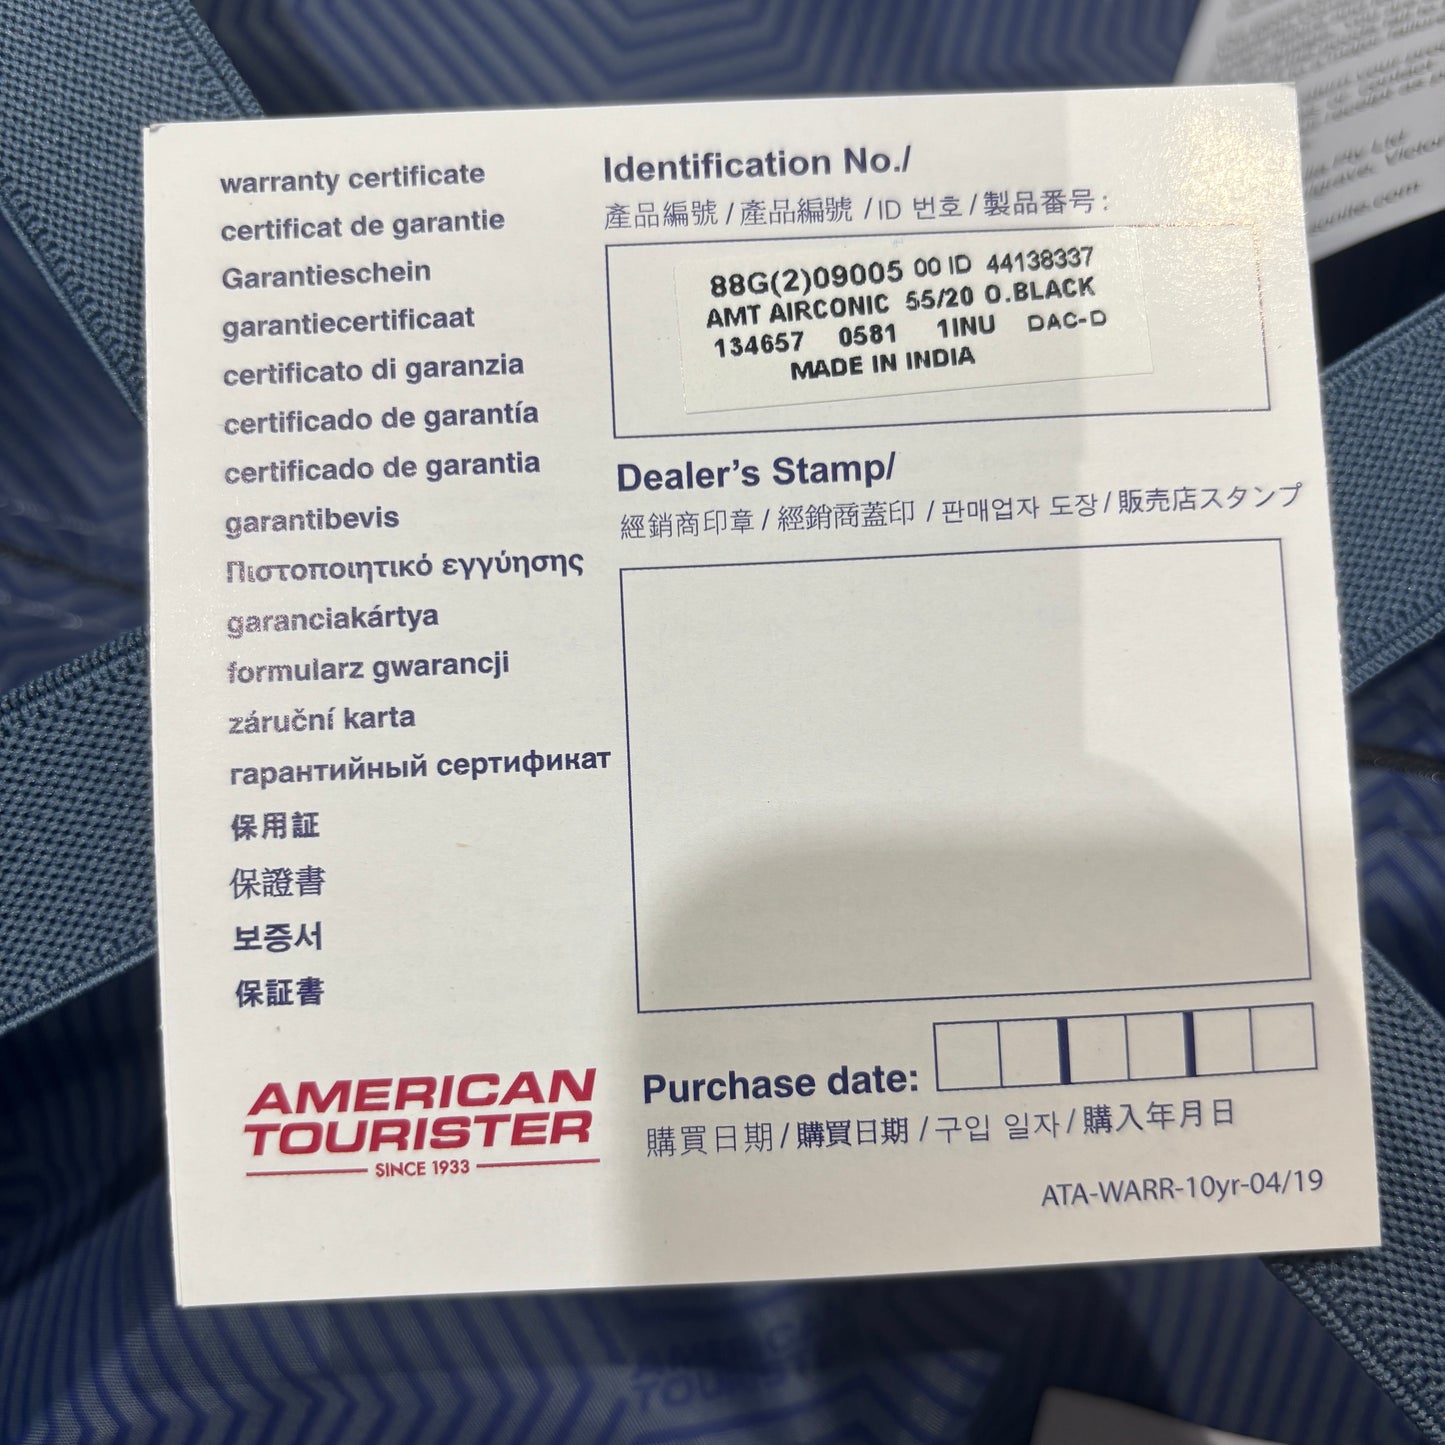 warranty certificate
certificat de garantie
Garantieschein
garantiecertificaat
certificato di garanzia
certificado de garantía
certificado de garantia
garantibevis
Πιστοποιητικό εγγύησης
garanciakártya
formularz gwarancji
záruční karta
гарантийный сертификат
保用証
保證書
보증서
保証書
AMERICAN
TOURISTER
SINCE 1933
Identification No./
產品編號 / 產品編號 / ID 번호 / 製品番号 :
88G(2)09005 00 ID 44138337
AMT AIRCONIC 55/20 O.BLACK
134657 0581 1INU DAC-D
MADE IN INDIA
Dealer's Stamp/
經銷商印章 / 經銷商蓋印 / 판매업자 도장 / 販売店スタンプ
Purchase date:
購買日期 / 購買日期 / 구입 일자 / 購入年月日
ATA-WARR-10yr-04/19